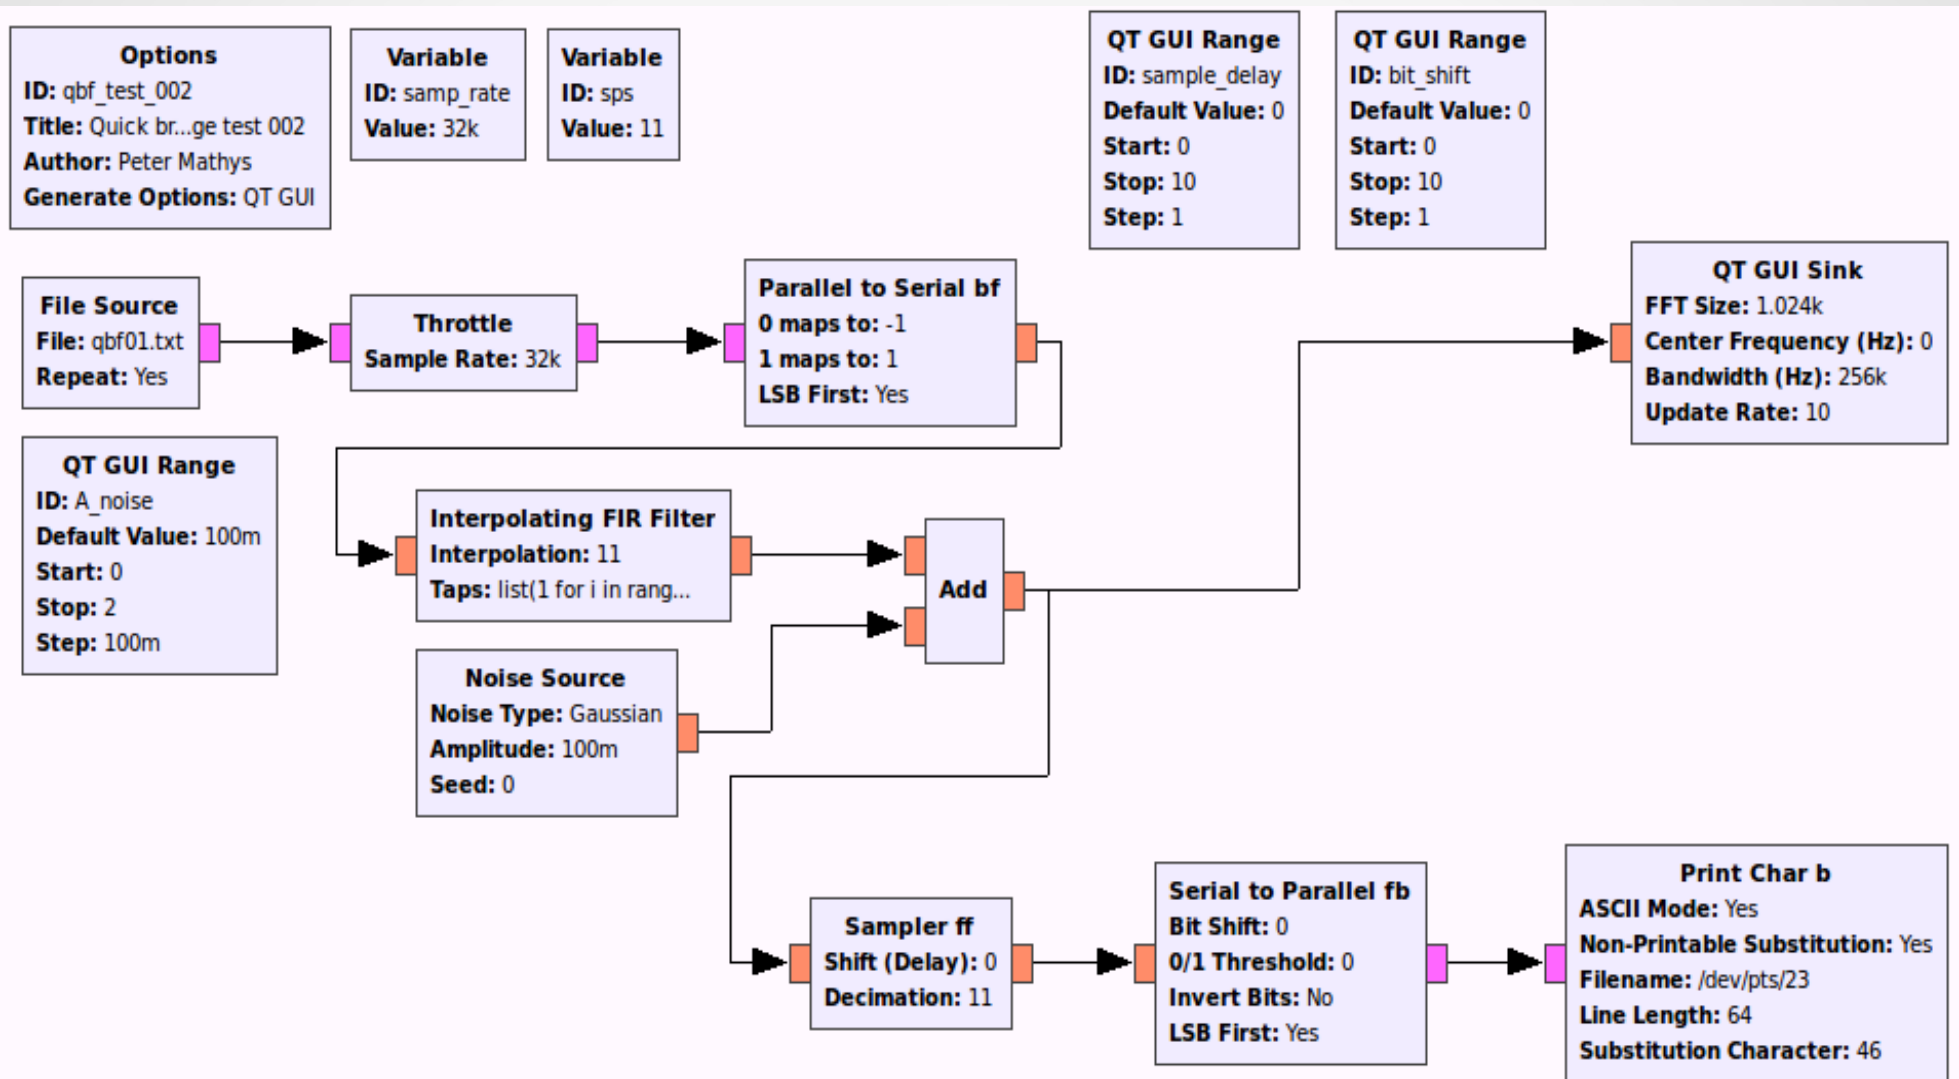 Options
ID: qbf_test_002
Title: Quick br...ge test 002
Author: Peter Mathys
Generate Options: QT GUI
Variable
ID: samp_rate
Value: 32k
Variable
ID: sps
Value: 11
QT GUI Range
ID: sample_delay
Default Value: 0
Start: 0
Stop: 10
Step: 1
QT GUI Range
ID: bit_shift
Default Value: 0
Start: 0
Stop: 10
Step: 1
File Source
File: qbf01.txt
Repeat: Yes
Throttle
Sample Rate: 32k
Parallel to Serial bf
0 maps to: -1
1 maps to: 1
LSB First: Yes
QT GUI Sink
FFT Size: 1.024k
Center Frequency (Hz): 0
Bandwidth (Hz): 256k
Update Rate: 10
QT GUI Range
ID: A_noise
Default Value: 100m
Start: 0
Stop: 2
Step: 100m
Interpolating FIR Filter
Interpolation: 11
Taps: list(1 for i in rang...
Add
Noise Source
Noise Type: Gaussian
Amplitude: 100m
Seed: 0
Sampler ff
Shift (Delay): 0
Decimation: 11
Serial to Parallel fb
Bit Shift: 0
0/1 Threshold: 0
Invert Bits: No
LSB First: Yes
Print Char b
ASCII Mode: Yes
Non-Printable Substitution: Yes
Filename: /dev/pts/23
Line Length: 64
Substitution Character: 46